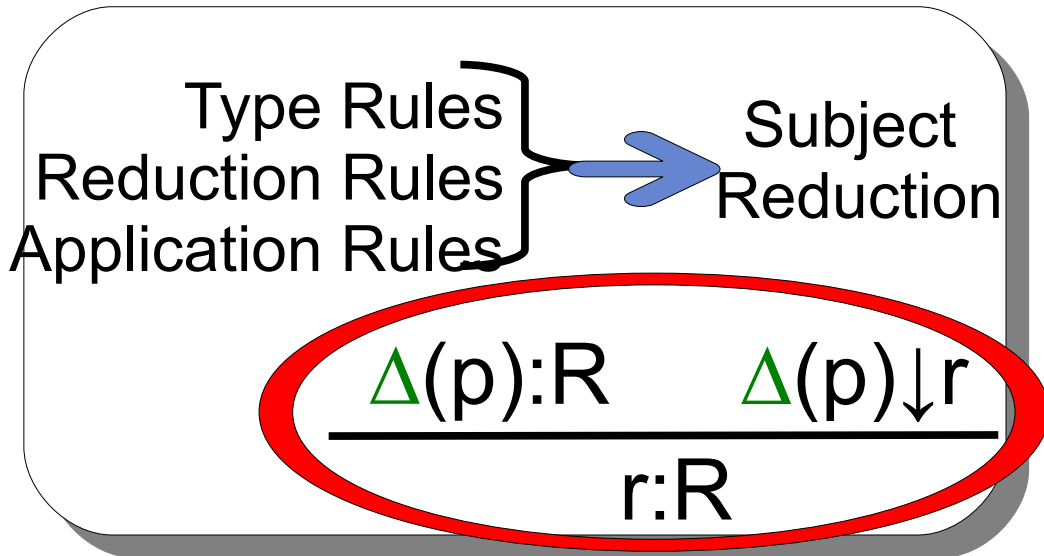 Type Rules
Reduction Rules
Application Rules
Subject
Reduction
Δ(p):R Δ(p)↓r
r:R